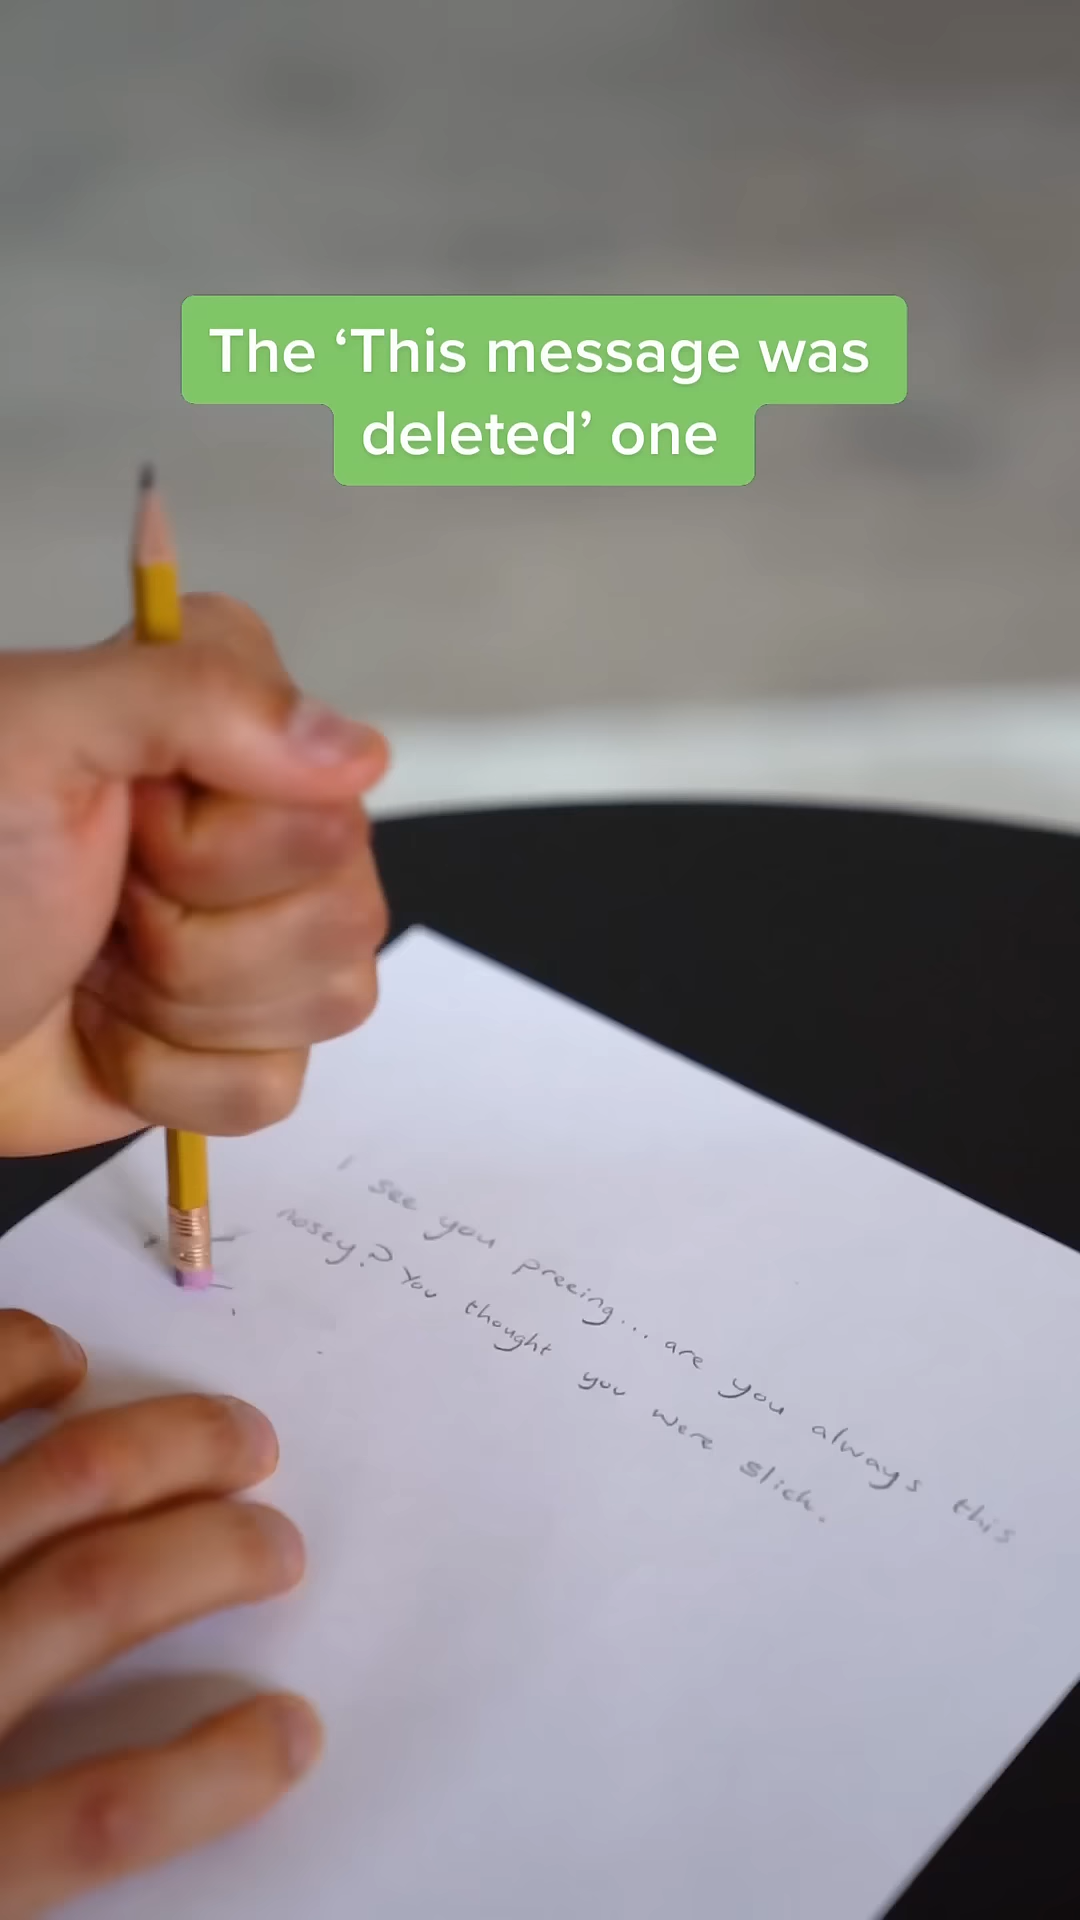 The ‘This message was
deleted’ one
I see you preeing... are you always this
nosey? You thought you were slick.